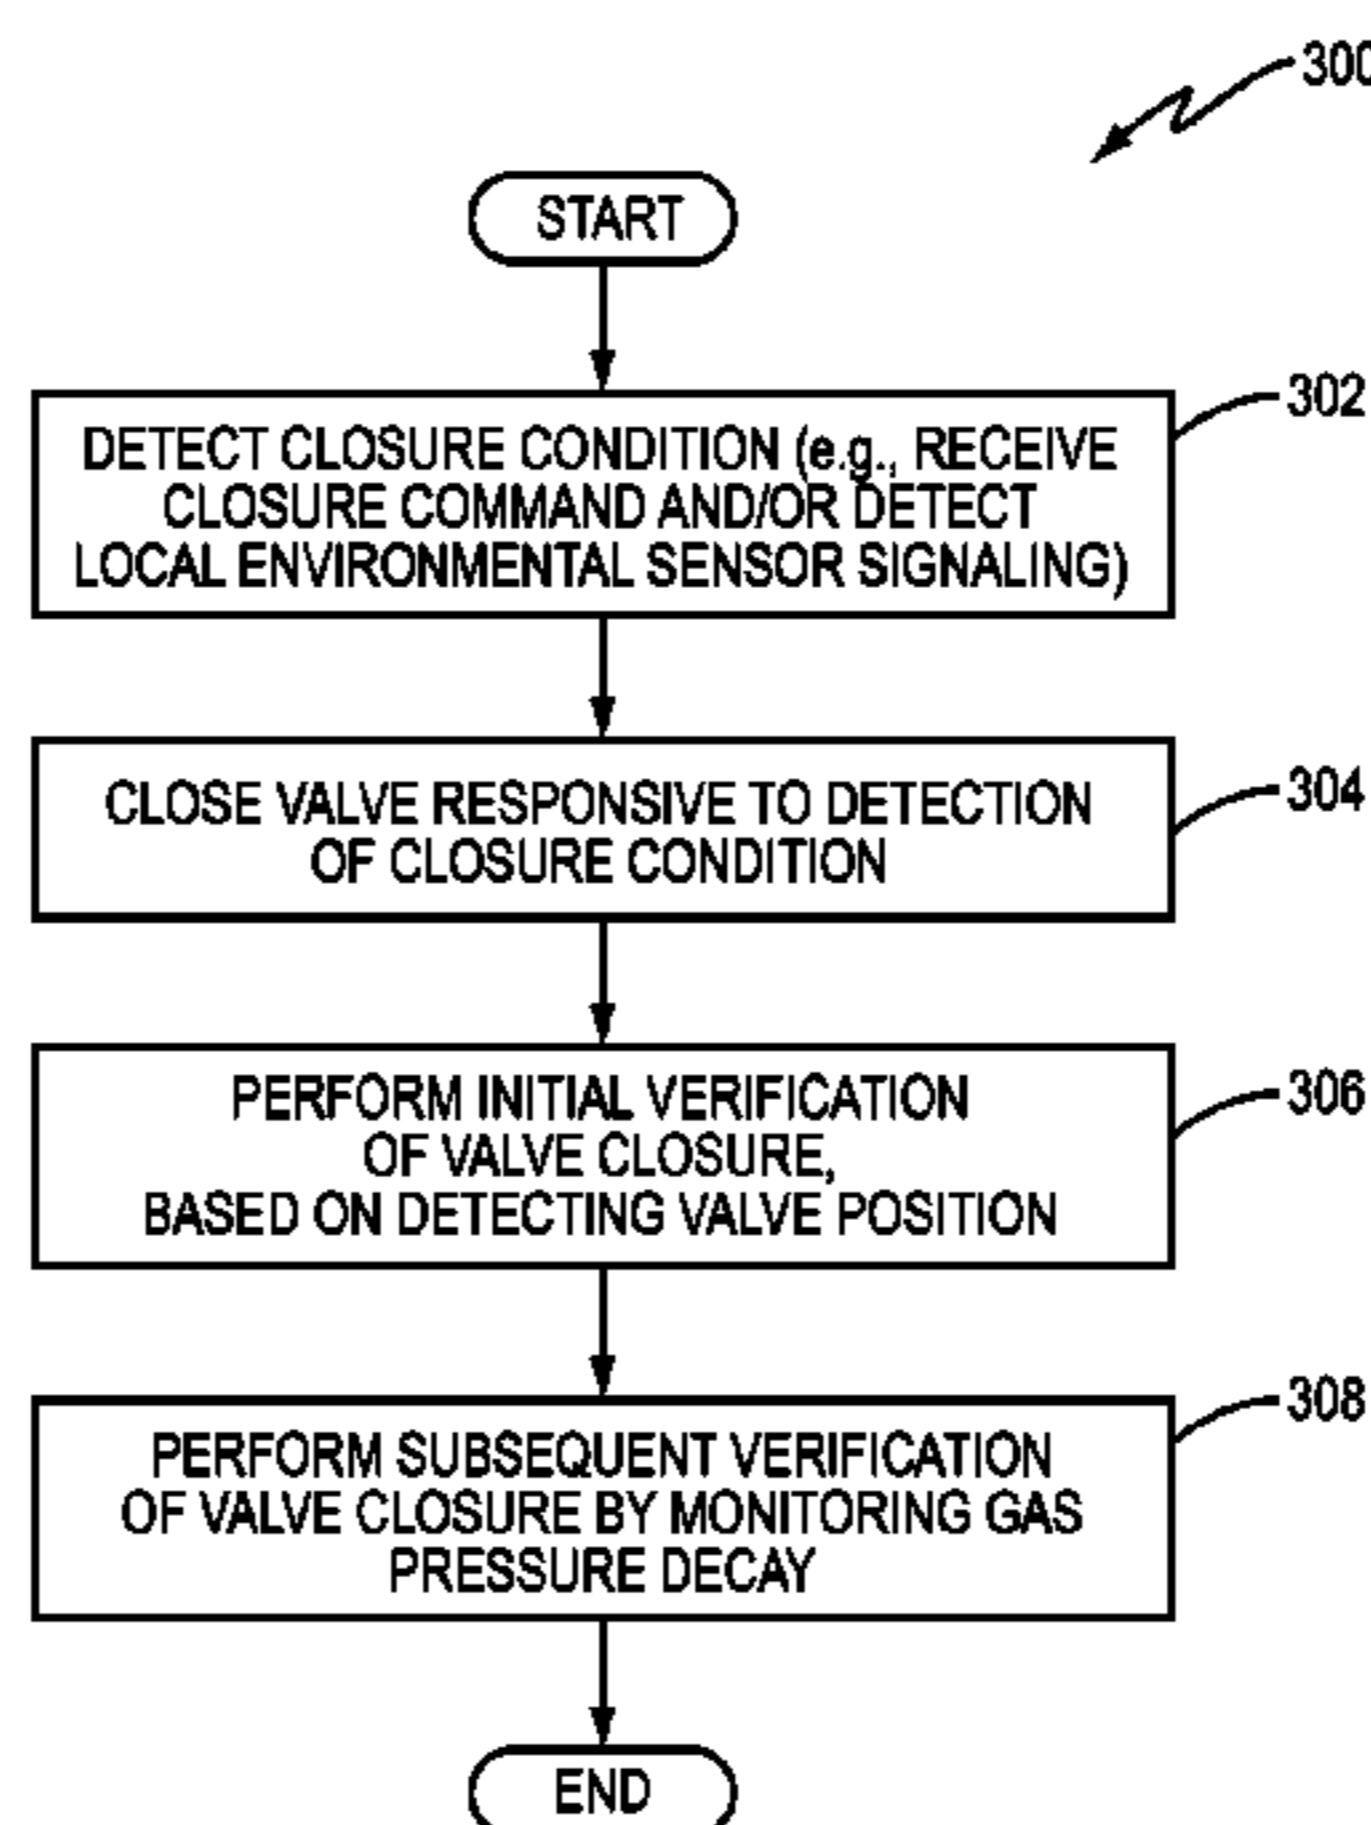 300
START
302
DETECT CLOSURE CONDITION (e.g., RECEIVE
CLOSURE COMMAND AND/OR DETECT
LOCAL ENVIRONMENTAL SENSOR SIGNALING)
304
CLOSE VALVE RESPONSIVE TO DETECTION
OF CLOSURE CONDITION
306
PERFORM INITIAL VERIFICATION
OF VALVE CLOSURE,
BASED ON DETECTING VALVE POSITION
308
PERFORM SUBSEQUENT VERIFICATION
OF VALVE CLOSURE BY MONITORING GAS
PRESSURE DECAY
END